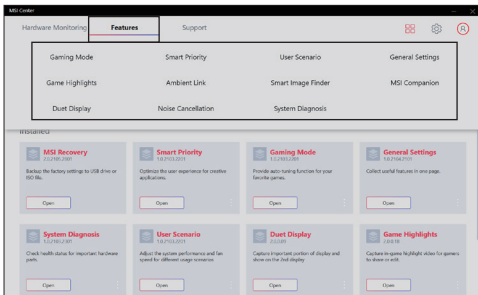 MSI Center
Hardware Monitoring Features Support
Gaming Mode Smart Priority User Scenario General Settings
Game Highlights Ambient Link Smart Image Finder MSI Companion
Duet Display Noise Cancellation System Diagnosis
Installed
MSI Recovery Smart Priority Gaming Mode General Settings
Backup the factory settings to USB drive or Optimize the user experience for creative Provide auto-tuning function for your Collect useful features in one page.
ISO file. applications. favorite games.
Open Open Open Open
System Diagnosis User Scenario Duet Display Game Highlights
Check health status for important hardware Adjust the system performance and fan Capture important portion of display and Capture in-game highlight video for gamers
parts. speed for different usage scenarios show on the 2nd display to share or edit.
Open Open Open Open